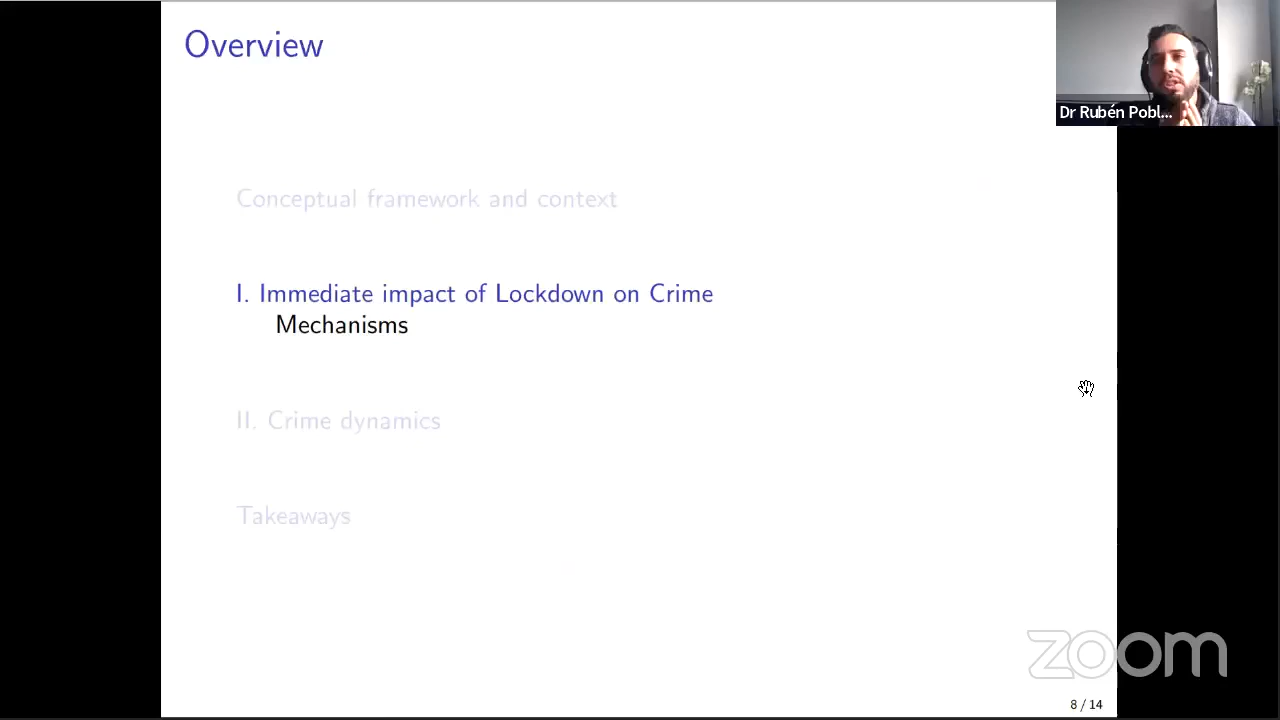 Overview
Dr Rubén Pobl...
Conceptual framework and context
I. Immediate impact of Lockdown on Crime
Mechanisms
II. Crime dynamics
Takeaways
zoom
8 / 14